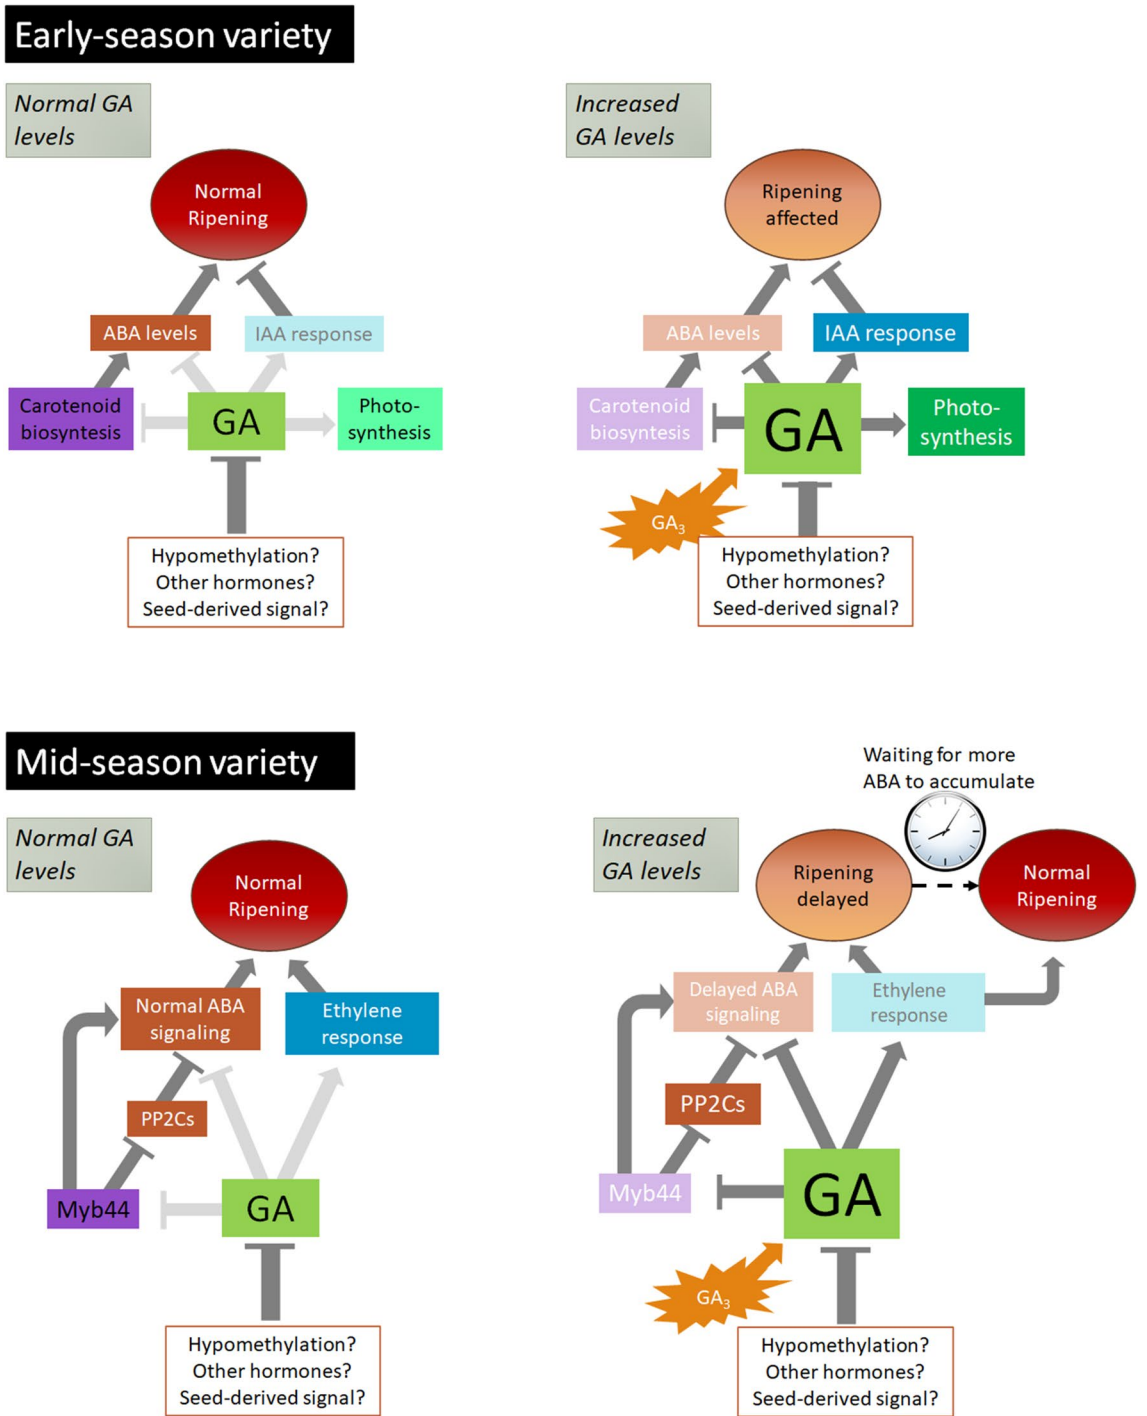 Early-season variety
Normal GA
levels
Normal
Ripening
ABA levels
IAA response
Carotenoid
biosyntesis
GA
Photo-
synthesis
Hypomethylation?
Other hormones?
Seed-derived signal?
Increased
GA levels
Ripening
affected
ABA levels
IAA response
Carotenoid
biosyntesis
GA
Photo-
synthesis
GA₃
Hypomethylation?
Other hormones?
Seed-derived signal?
Mid-season variety
Normal GA
levels
Normal
Ripening
Normal ABA
signaling
Ethylene
response
PP2Cs
Myb44
GA
Hypomethylation?
Other hormones?
Seed-derived signal?
Waiting for more
ABA to accumulate
Increased
GA levels
Ripening
delayed
Normal
Ripening
Delayed ABA
signaling
Ethylene
response
PP2Cs
Myb44
GA
GA₃
Hypomethylation?
Other hormones?
Seed-derived signal?